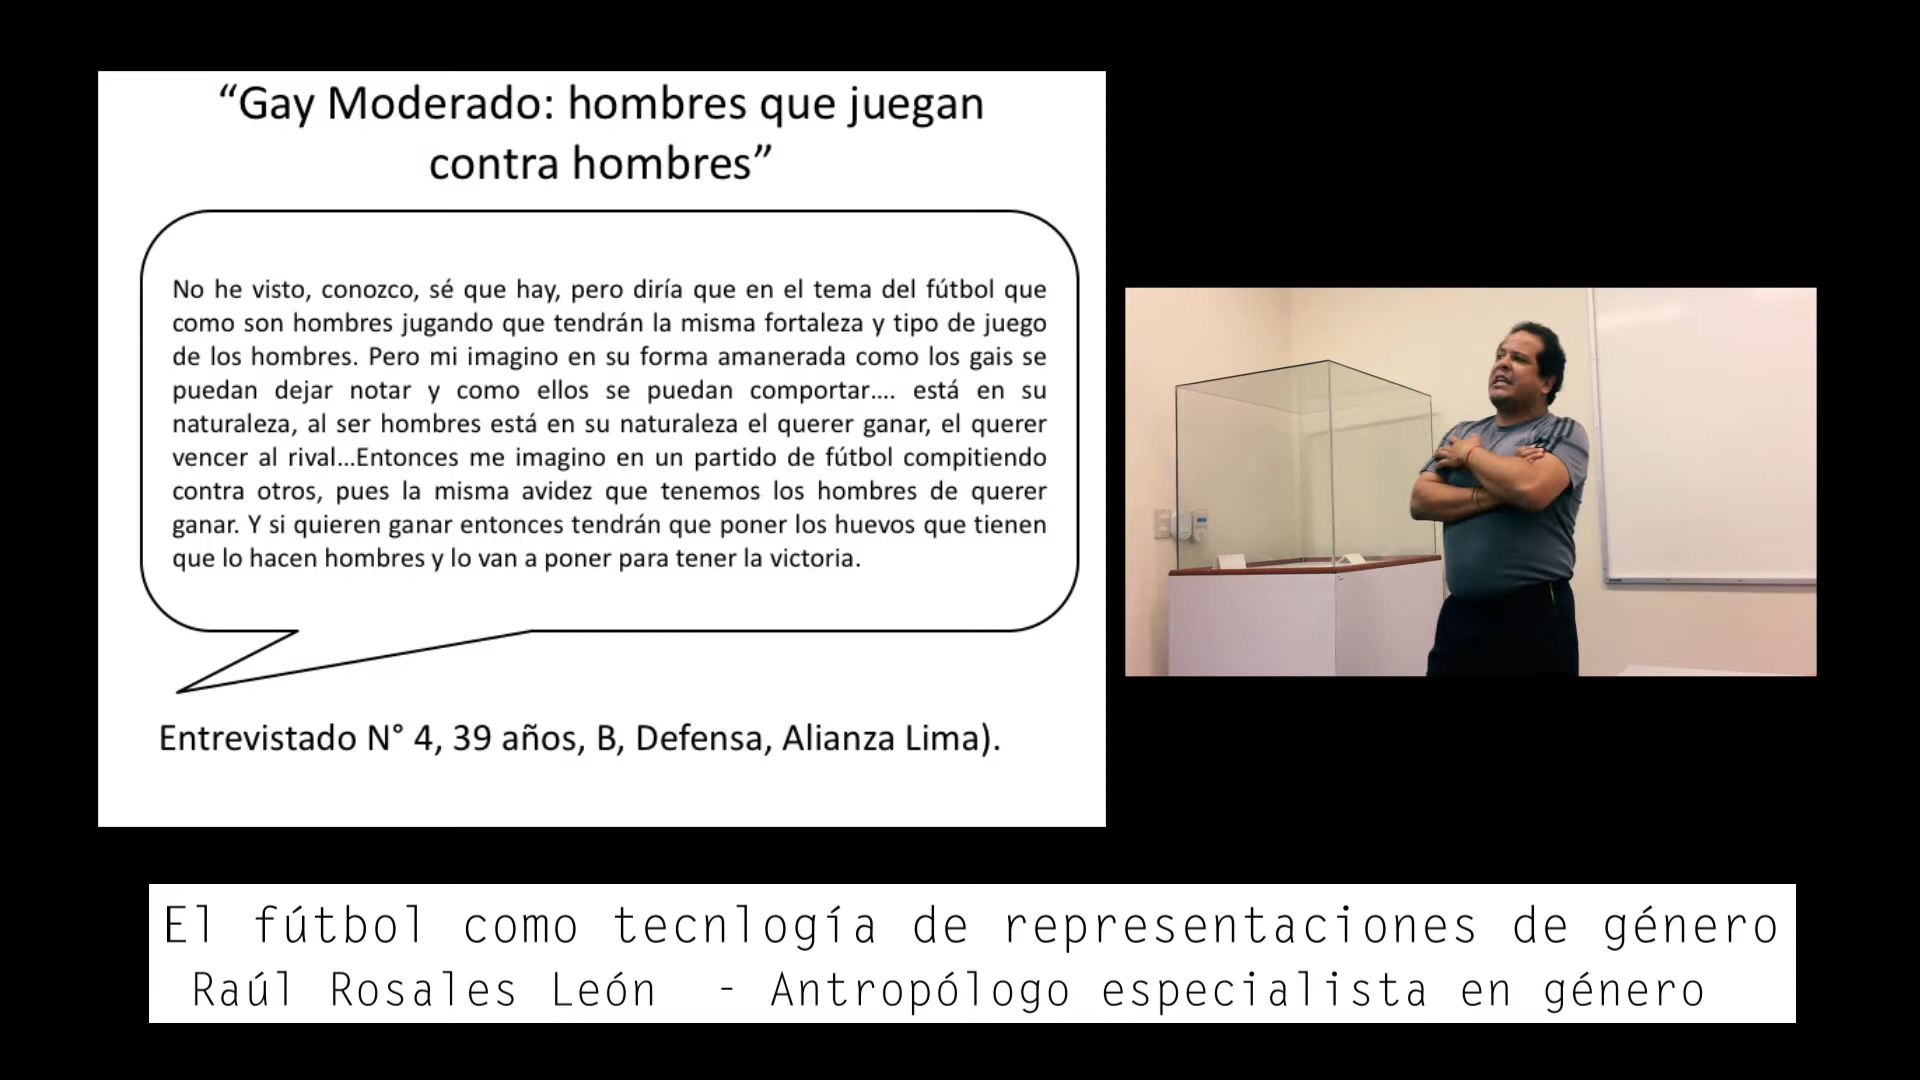 “Gay Moderado: hombres que juegan
contra hombres”
No he visto, conozco, sé que hay, pero diría que en el tema del fútbol que
como son hombres jugando que tendrán la misma fortaleza y tipo de juego
de los hombres. Pero mi imagino en su forma amanerada como los gais se
puedan dejar notar y como ellos se puedan comportar.... está en su
naturaleza, al ser hombres está en su naturaleza el querer ganar, el querer
vencer al rival...Entonces me imagino en un partido de fútbol compitiendo
contra otros, pues la misma avidez que tenemos los hombres de querer
ganar. Y si quieren ganar entonces tendrán que poner los huevos que tienen
que lo hacen hombres y lo van a poner para tener la victoria.
Entrevistado N° 4, 39 años, B, Defensa, Alianza Lima).
El fútbol como tecnlogía de representaciones de género
Raúl Rosales León - Antropólogo especialista en género